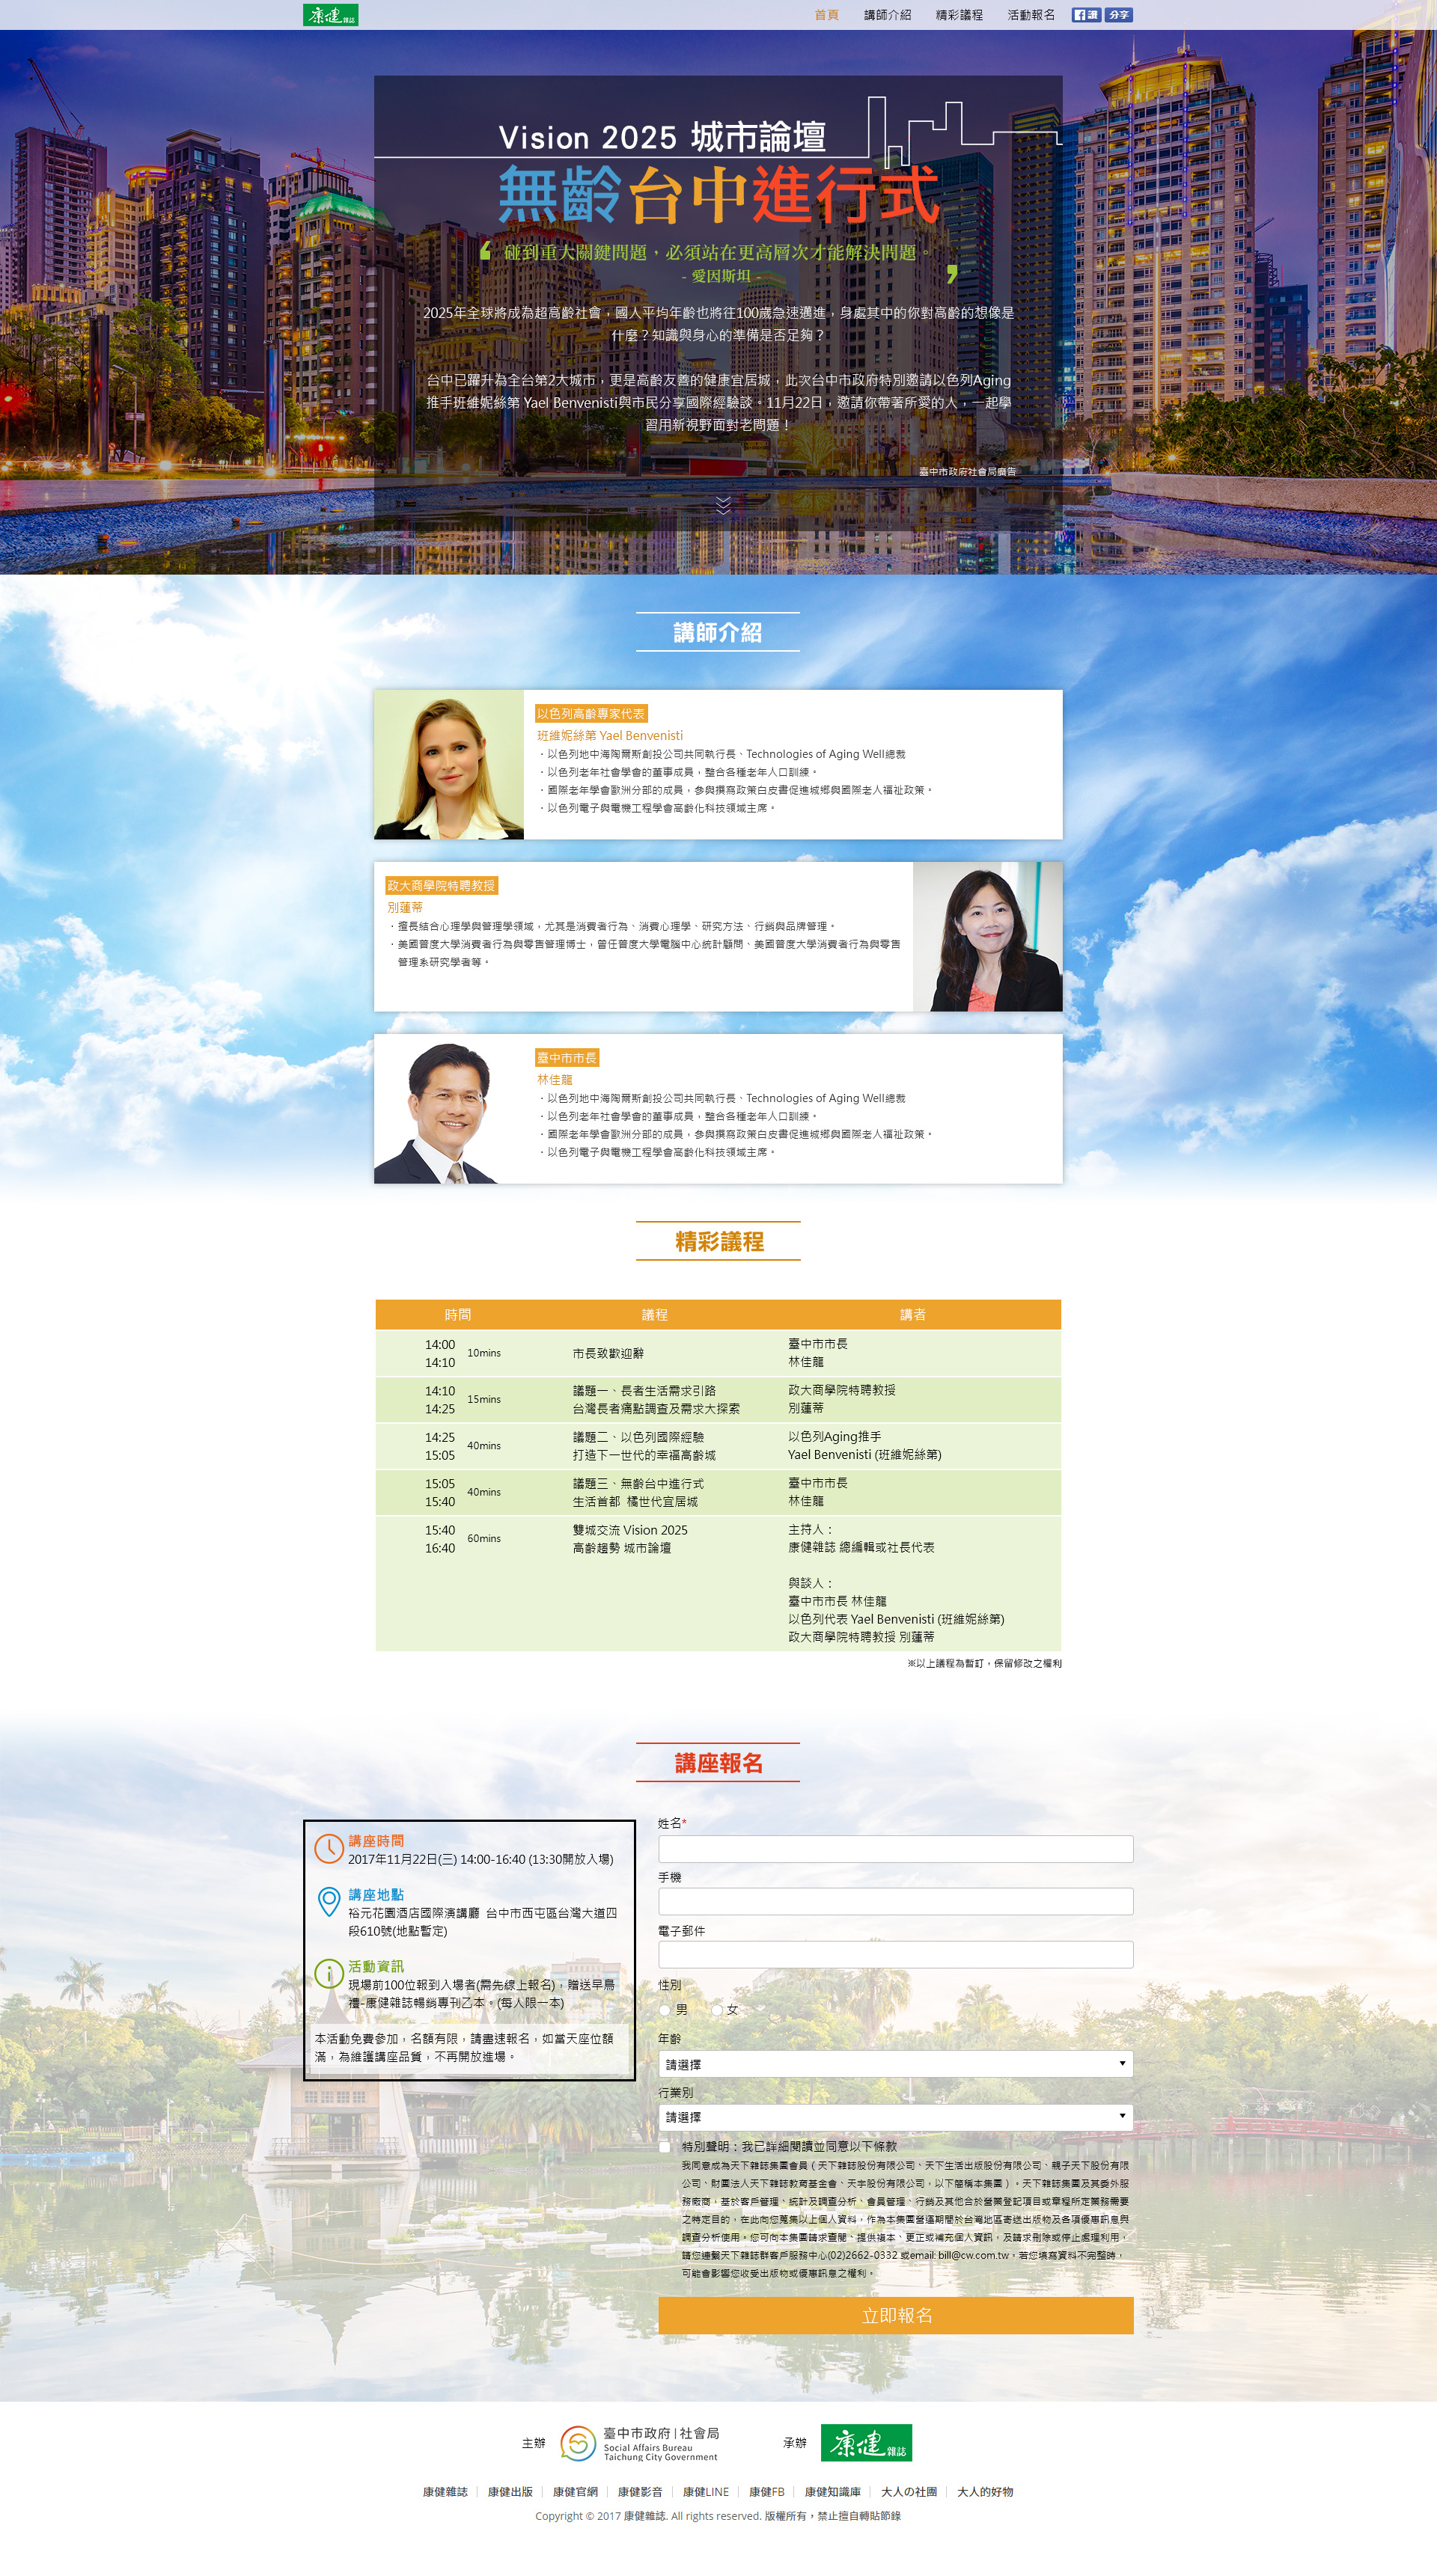 康健雜誌
首頁 講師介紹 精彩議程 活動報名 讚 分享
Vision 2025 城市論壇
無齡台中進行式
碰到重大關鍵問題，必須站在更高層次才能解決問題。
- 愛因斯坦 -
2025年全球將成為超高齡社會，國人平均年齡也將往100歲急速邁進，身處其中的你對高齡的想像是
什麼？知識與身心的準備是否足夠？
台中已躍升為全台第2大城市，更是高齡友善的健康宜居城，此次台中市政府特別邀請以色列Aging
推手班維妮絲第 Yael Benvenisti與市民分享國際經驗談。11月22日，邀請你帶著所愛的人，一起學
習用新視野面對老問題！
臺中市政府社會局廣告
講師介紹
以色列高齡專家代表
班維妮絲第 Yael Benvenisti
．以色列地中海陶爾斯創投公司共同執行長、Technologies of Aging Well總裁
．以色列老年社會學會的董事成員，整合各種老年人口訓練。
．國際老年學會歐洲分部的成員，參與撰寫政策白皮書促進城鄉與國際老人福祉政策。
．以色列電子與電機工程學會高齡化科技領域主席。
政大商學院特聘教授
別蓮蒂
．擅長結合心理學與管理學領域，尤其是消費者行為、消費心理學、研究方法、行銷與品牌管理。
．美國普度大學消費者行為與零售管理博士，曾任普度大學電腦中心統計顧問、美國普度大學消費者行為與零售
管理系研究學者等。
臺中市市長
林佳龍
．以色列地中海陶爾斯創投公司共同執行長、Technologies of Aging Well總裁
．以色列老年社會學會的董事成員，整合各種老年人口訓練。
．國際老年學會歐洲分部的成員，參與撰寫政策白皮書促進城鄉與國際老人福祉政策。
．以色列電子與電機工程學會高齡化科技領域主席。
精彩議程
時間 議程 講者
14:00
14:10
10mins
市長致歡迎辭
臺中市市長
林佳龍
14:10
14:25
15mins
議題一、長者生活需求引路
台灣長者痛點調查及需求大探索
政大商學院特聘教授
別蓮蒂
14:25
15:05
40mins
議題二、以色列國際經驗
打造下一世代的幸福高齡城
以色列Aging推手
Yael Benvenisti (班維妮絲第)
15:05
15:40
40mins
議題三、無齡台中進行式
生活首都 橘世代宜居城
臺中市市長
林佳龍
15:40
16:40
60mins
雙城交流 Vision 2025
高齡趨勢 城市論壇
主持人：
康健雜誌 總編輯或社長代表
與談人：
臺中市市長 林佳龍
以色列代表 Yael Benvenisti (班維妮絲第)
政大商學院特聘教授 別蓮蒂
※以上議程為暫訂，保留修改之權利
講座報名
講座時間
2017年11月22日(三) 14:00-16:40 (13:30開放入場)
講座地點
裕元花園酒店國際演講廳 台中市西屯區台灣大道四
段610號(地點暫定)
活動資訊
現場前100位報到入場者(需先線上報名)，贈送早鳥
禮-康健雜誌暢銷專刊乙本。(每人限一本)
本活動免費參加，名額有限，請盡速報名，如當天座位額
滿，為維護講座品質，不再開放進場。
姓名*
手機
電子郵件
性別
男 女
年齡
請選擇
行業別
請選擇
特別聲明：我已詳細閱讀並同意以下條款
我同意成為天下雜誌集團會員（天下雜誌股份有限公司、天下生活出版股份有限公司、親子天下股份有限
公司、財團法人天下雜誌教育基金會、天宇股份有限公司，以下簡稱本集團）。天下雜誌集團及其委外服
務廠商，基於客戶管理、統計及調查分析、會員管理、行銷及其他合於營業登記項目或章程所定業務需要
之特定目的，在此向您蒐集以上個人資料，作為本集團營運期間於台灣地區寄送出版物及各項優惠訊息與
調查分析使用。您可向本集團請求查閱、提供複本、更正或補充個人資訊，及請求刪除或停止處理利用，
請您連繫天下雜誌群客戶服務中心(02)2662-0332 或email: bill@cw.com.tw。若您填寫資料不完整時，
可能會影響您收受出版物或優惠訊息之權利。
立即報名
主辦 臺中市政府|社會局
Social Affairs Bureau
Taichung City Government
承辦 康健雜誌
康健雜誌 康健出版 康健官網 康健影音 康健LINE 康健FB 康健知識庫 大人の社團 大人的好物
Copyright © 2017 康健雜誌. All rights reserved. 版權所有，禁止擅自轉貼節錄